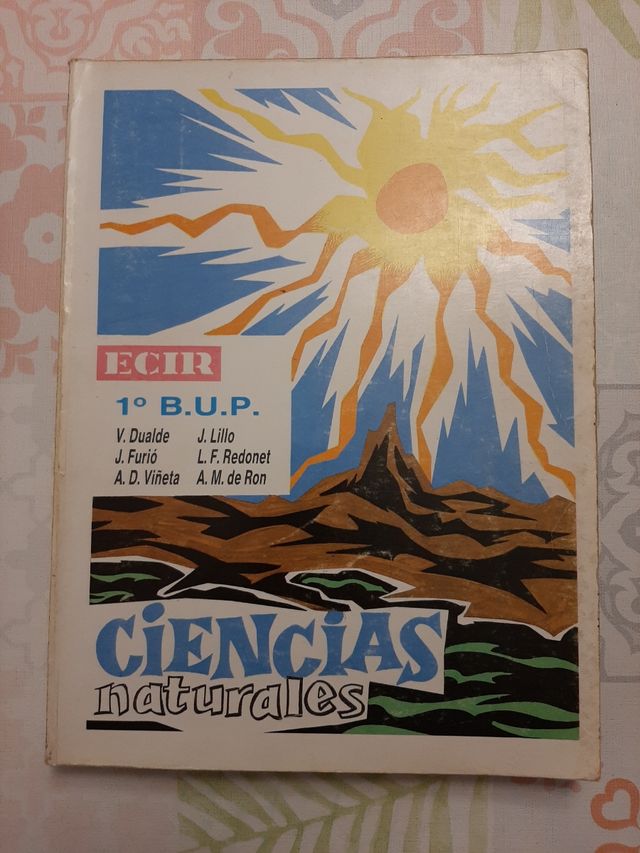 ECIR
1º B.U.P.
V. Dualde J. Lillo
J. Furió L. F. Redonet
A. D. Viñeta A. M. de Ron
CiENCiAS
naturales